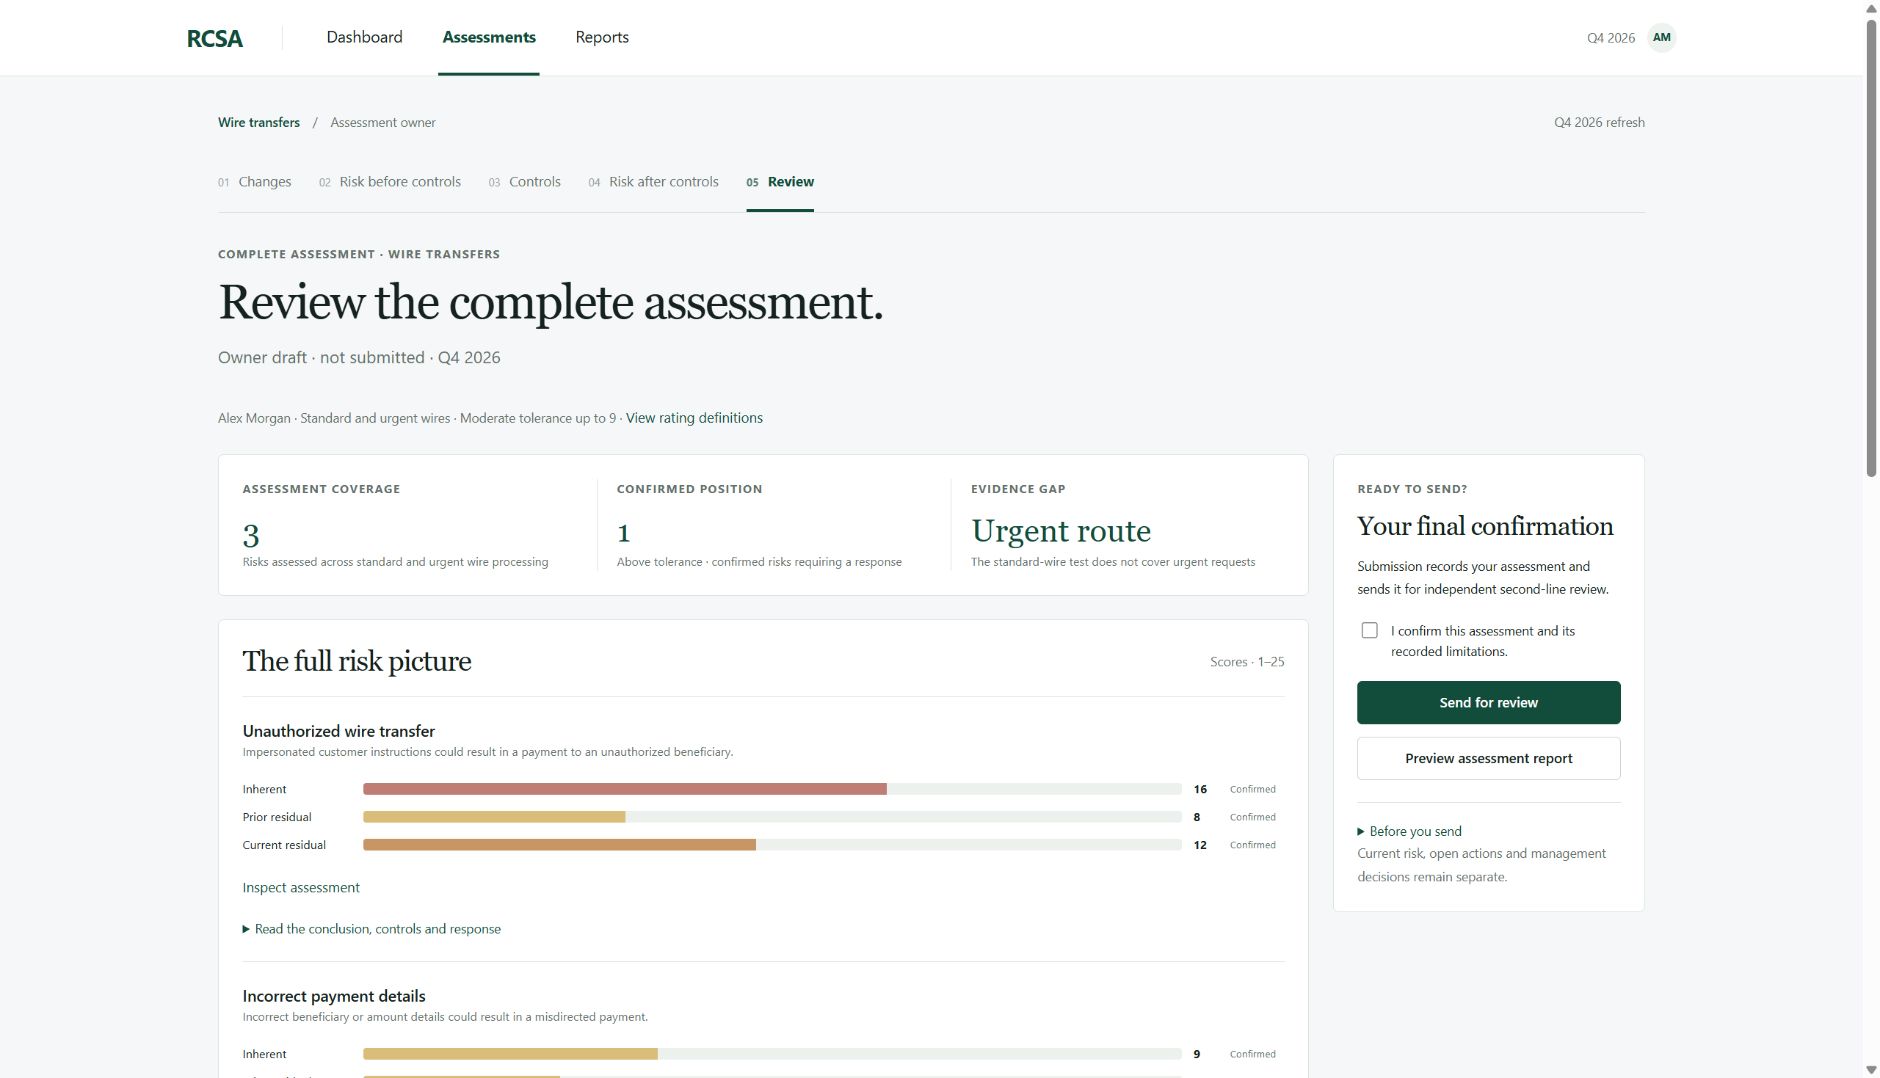 RCSA
Dashboard
Assessments
Reports
Q4 2026
AM
Wire transfers / Assessment owner
Q4 2026 refresh
01 Changes
02 Risk before controls
03 Controls
04 Risk after controls
05 Review
COMPLETE ASSESSMENT · WIRE TRANSFERS
Review the complete assessment.
Owner draft · not submitted · Q4 2026
Alex Morgan · Standard and urgent wires · Moderate tolerance up to 9 · View rating definitions
ASSESSMENT COVERAGE
3
Risks assessed across standard and urgent wire processing
CONFIRMED POSITION
1
Above tolerance · confirmed risks requiring a response
EVIDENCE GAP
Urgent route
The standard-wire test does not cover urgent requests
READY TO SEND?
Your final confirmation
Submission records your assessment and
sends it for independent second-line review.
I confirm this assessment and its
recorded limitations.
Send for review
Preview assessment report
Before you send
Current risk, open actions and management
decisions remain separate.
The full risk picture
Scores · 1–25
Unauthorized wire transfer
Impersonated customer instructions could result in a payment to an unauthorized beneficiary.
Inherent 16 Confirmed
Prior residual 8 Confirmed
Current residual 12 Confirmed
Inspect assessment
Read the conclusion, controls and response
Incorrect payment details
Incorrect beneficiary or amount details could result in a misdirected payment.
Inherent 9 Confirmed